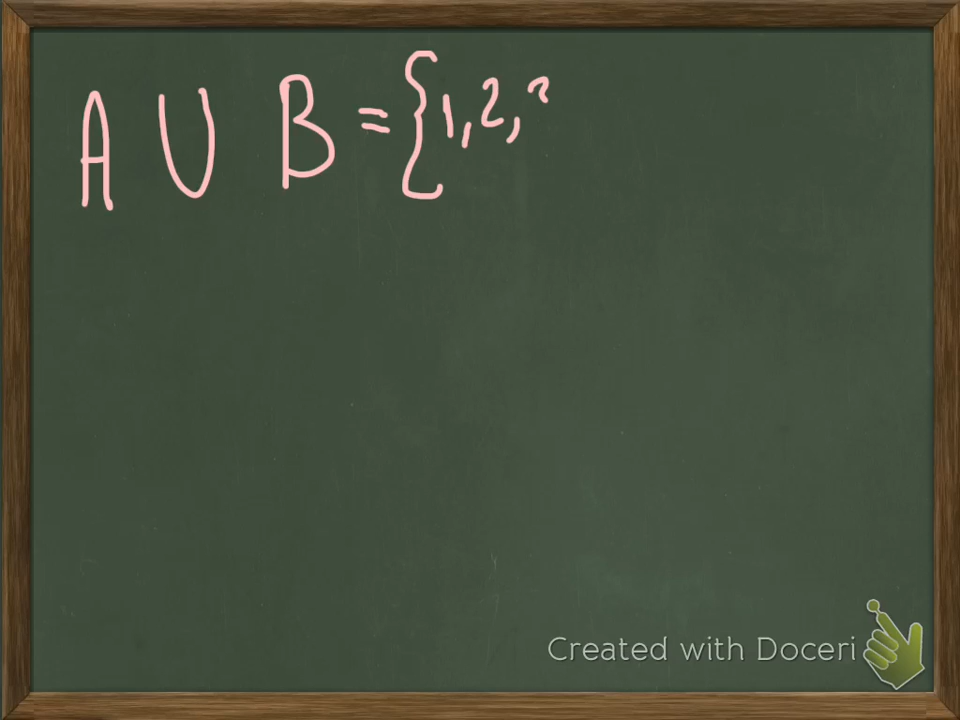 A ∪ B = {1, 2,
Created with Doceri